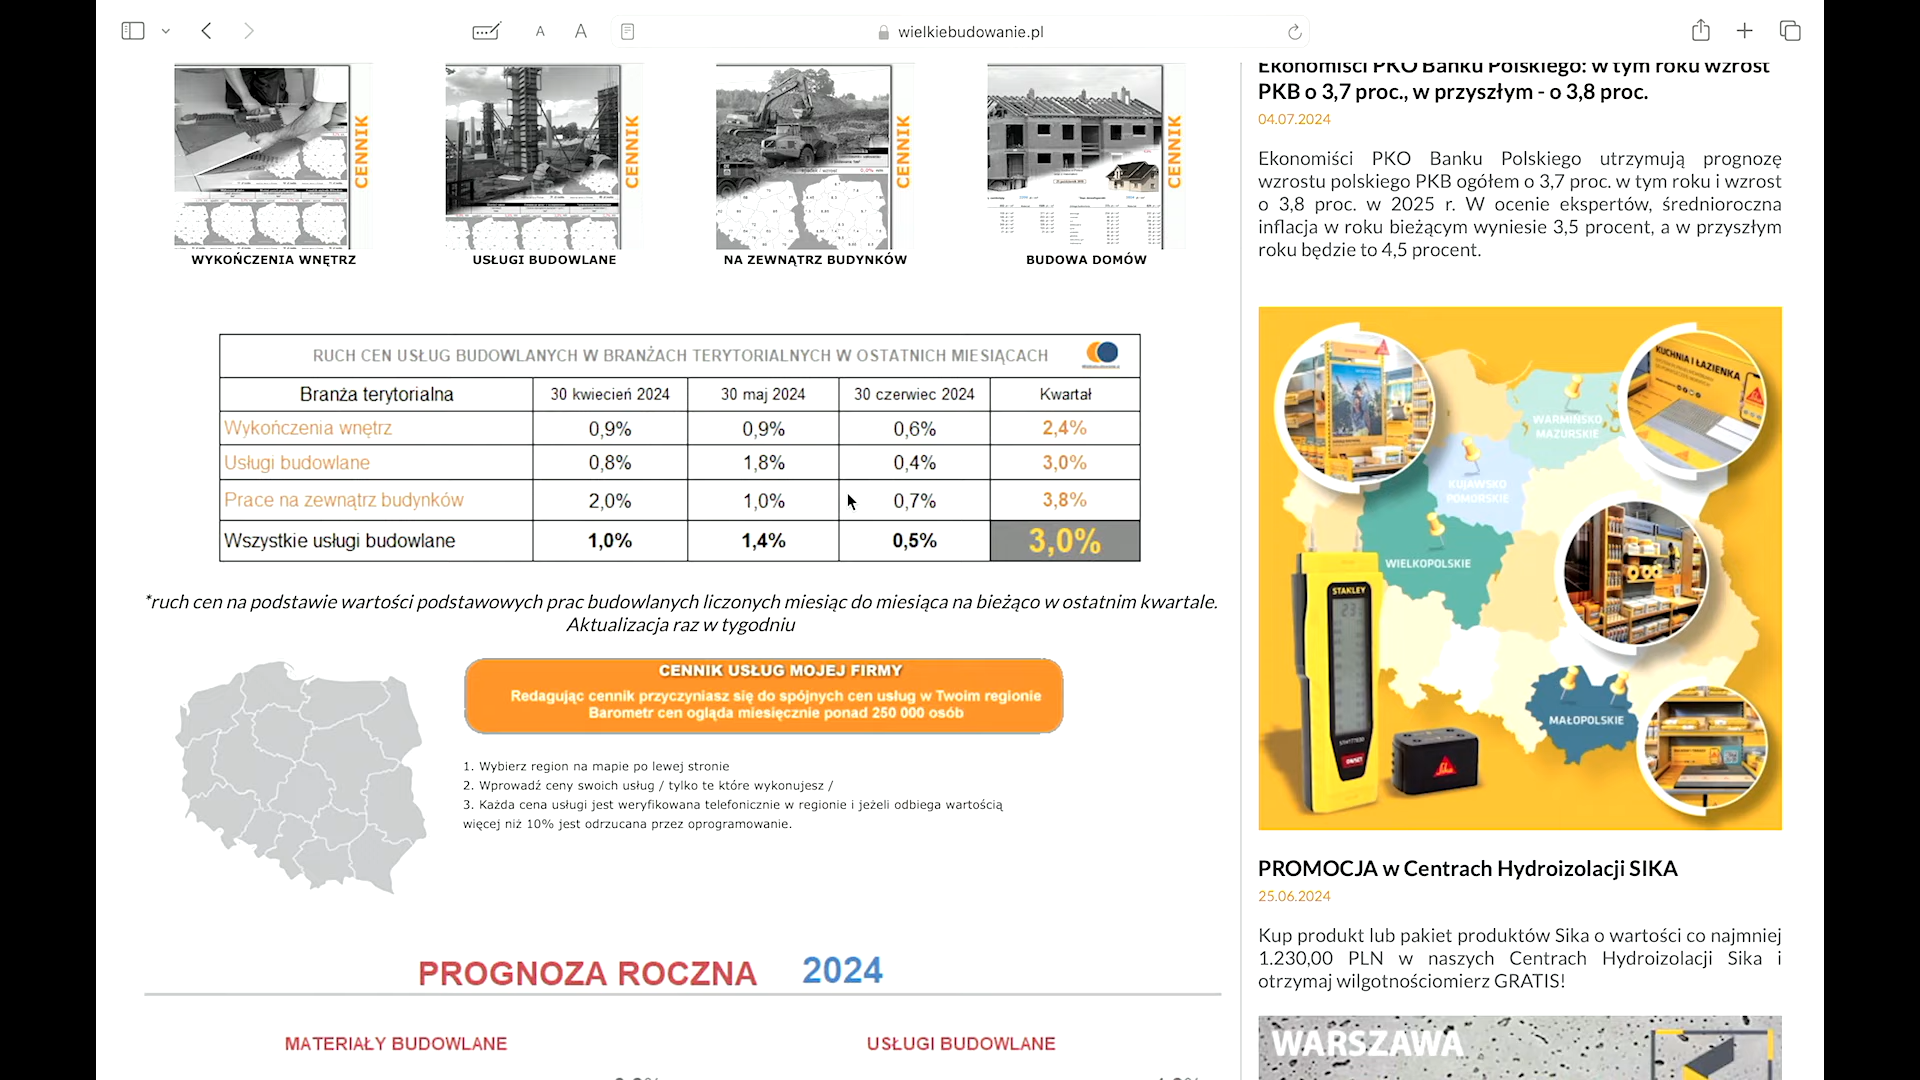 wielkiebudowanie.pl
CENNIK
CENNIK
CENNIK
CENNIK
WYKOŃCZENIA WNĘTRZ
USŁUGI BUDOWLANE
NA ZEWNĄTRZ BUDYNKÓW
BUDOWA DOMÓW
RUCH CEN USŁUG BUDOWLANYCH W BRANŻACH TERYTORIALNYCH W OSTATNICH MIESIĄCACH
Branża terytorialna 30 kwiecień 2024 30 maj 2024 30 czerwiec 2024 Kwartał
Wykończenia wnętrz 0,9% 0,9% 0,6% 2,4%
Usługi budowlane 0,8% 1,8% 0,4% 3,0%
Prace na zewnątrz budynków 2,0% 1,0% 0,7% 3,8%
Wszystkie usługi budowlane 1,0% 1,4% 0,5% 3,0%
*ruch cen na podstawie wartości podstawowych prac budowlanych liczonych miesiąc do miesiąca na bieżąco w ostatnim kwartale.
Aktualizacja raz w tygodniu
CENNIK USŁUG MOJEJ FIRMY
Redagując cennik przyczyniasz się do spójnych cen usług w Twoim regionie
Barometr cen ogląda miesięcznie ponad 250 000 osób
1. Wybierz region na mapie po lewej stronie
2. Wprowadź ceny swoich usług / tylko te które wykonujesz /
3. Każda cena usługi jest weryfikowana telefonicznie w regionie i jeżeli odbiega wartością
więcej niż 10% jest odrzucana przez oprogramowanie.
PROGNOZA ROCZNA 2024
MATERIAŁY BUDOWLANE
USŁUGI BUDOWLANE
Ekonomiści PKO Banku Polskiego: w tym roku wzrost
PKB o 3,7 proc., w przyszłym - o 3,8 proc.
04.07.2024
Ekonomiści PKO Banku Polskiego utrzymują prognozę
wzrostu polskiego PKB ogółem o 3,7 proc. w tym roku i wzrost
o 3,8 proc. w 2025 r. W ocenie ekspertów, średnioroczna
inflacja w roku bieżącym wyniesie 3,5 procent, a w przyszłym
roku będzie to 4,5 procent.
KUCHNIA I ŁAZIENKA
WARMIŃSKO
MAZURSKIE
KUJAWSKO
POMORSKIE
WIELKOPOLSKIE
STANLEY
MAŁOPOLSKIE
PROMOCJA w Centrach Hydroizolacji SIKA
25.06.2024
Kup produkt lub pakiet produktów Sika o wartości co najmniej
1.230,00 PLN w naszych Centrach Hydroizolacji Sika i
otrzymaj wilgotnościomierz GRATIS!
WARSZAWA